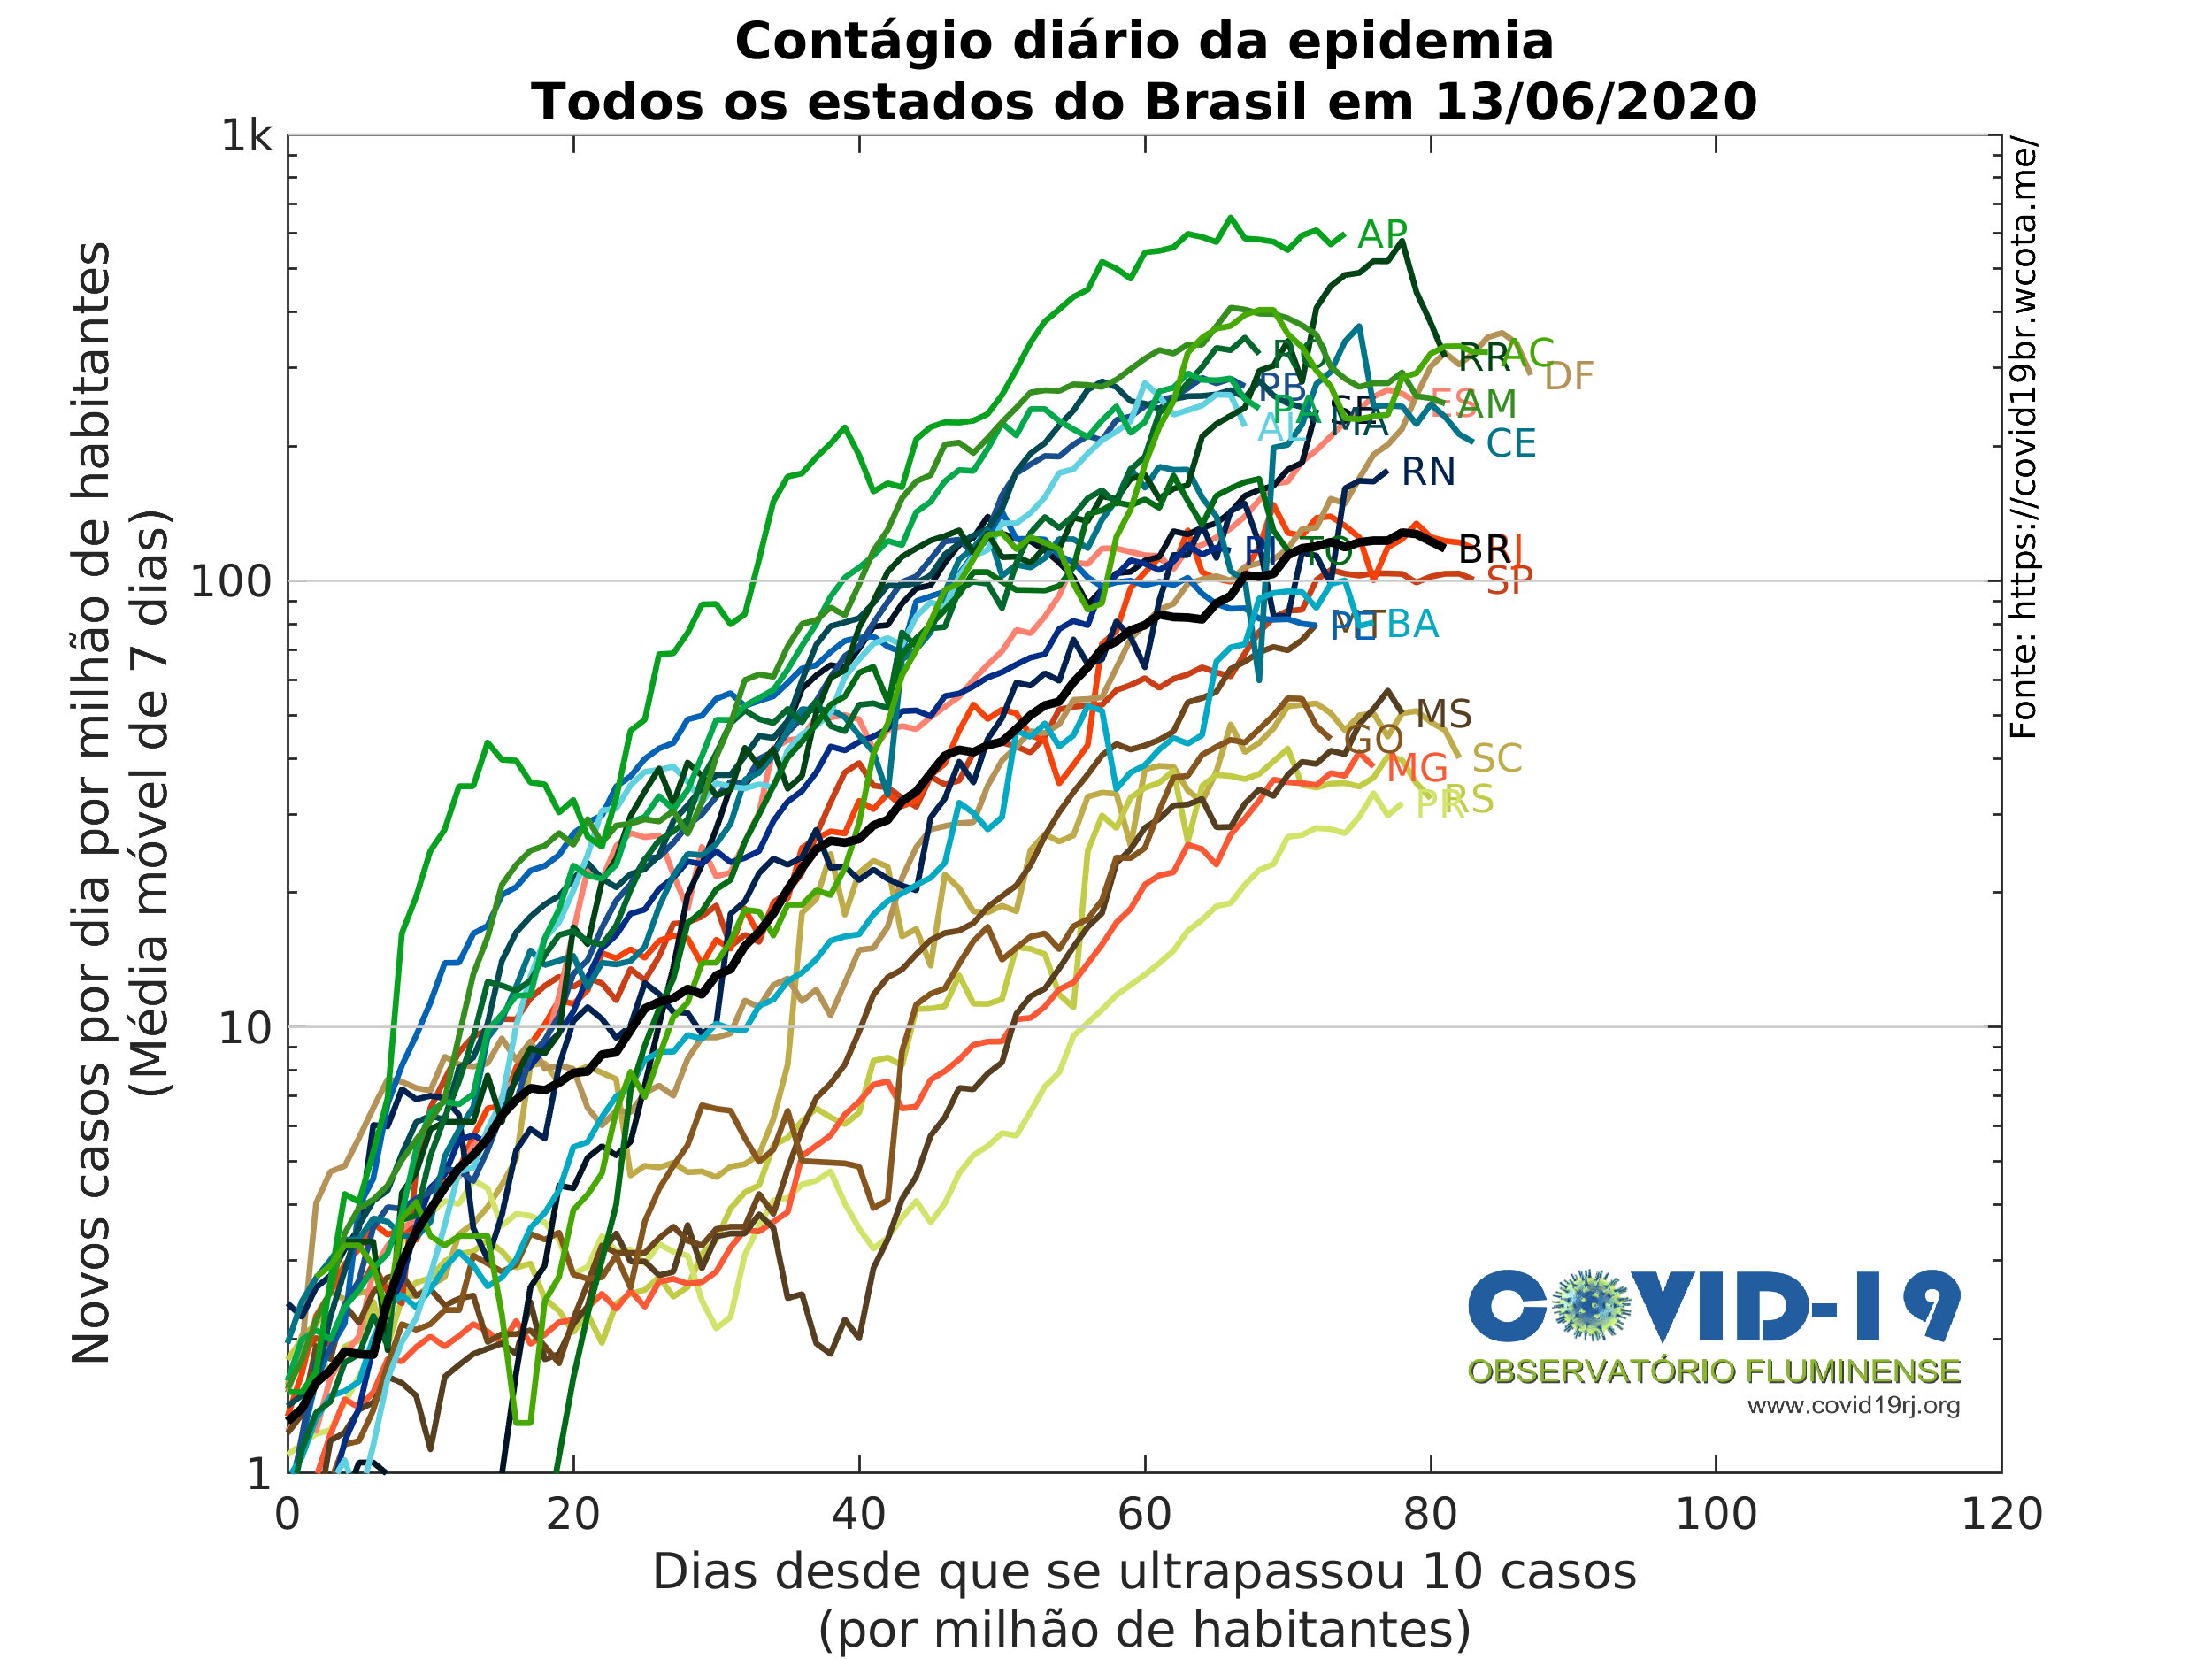 Contágio diário da epidemia
Todos os estados do Brasil em 13/06/2020
Novos casos por dia por milhão de habitantes
(Média móvel de 7 dias)
1k
100
10
1
0 20 40 60 80 100 120
Dias desde que se ultrapassou 10 casos
(por milhão de habitantes)
Fonte: https://covid19br.wcota.me/
AP
RR
AC
DF
PB
ES
AM
PA
SE
AL
MA
CE
RN
PI
TO
BR
RJ
SP
PE
MT
BA
MS
GO
SC
MG
PR
RS
COVID-19
OBSERVATÓRIO FLUMINENSE
www.covid19rj.org